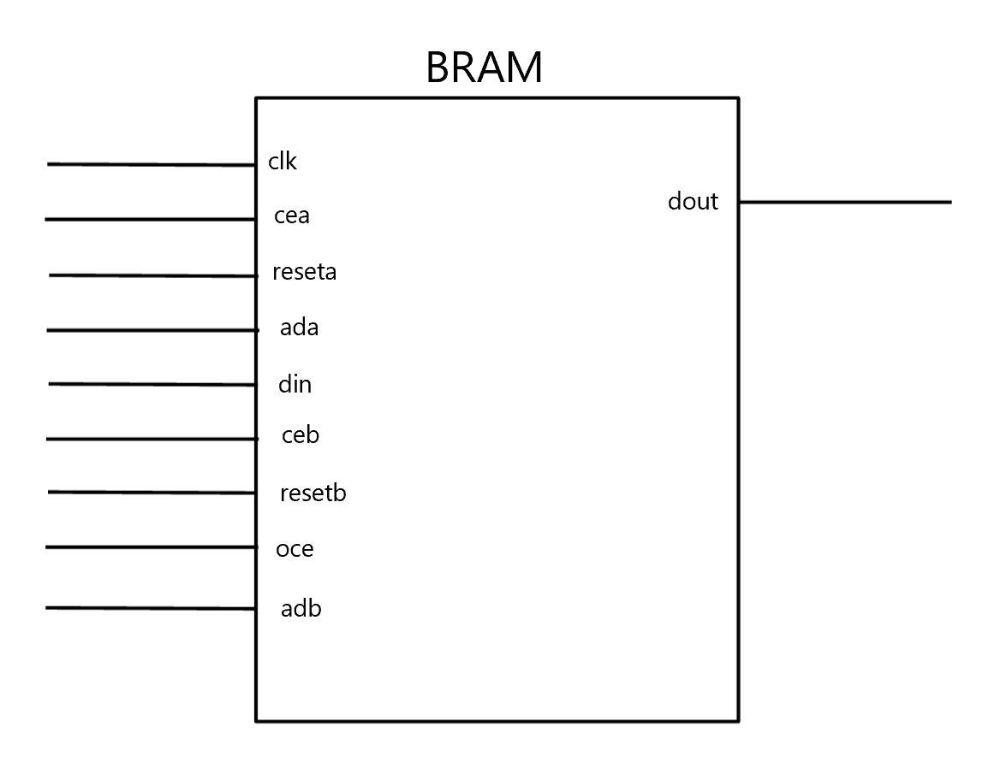 BRAM
clk
cea
reseta
ada
din
ceb
resetb
oce
adb
dout